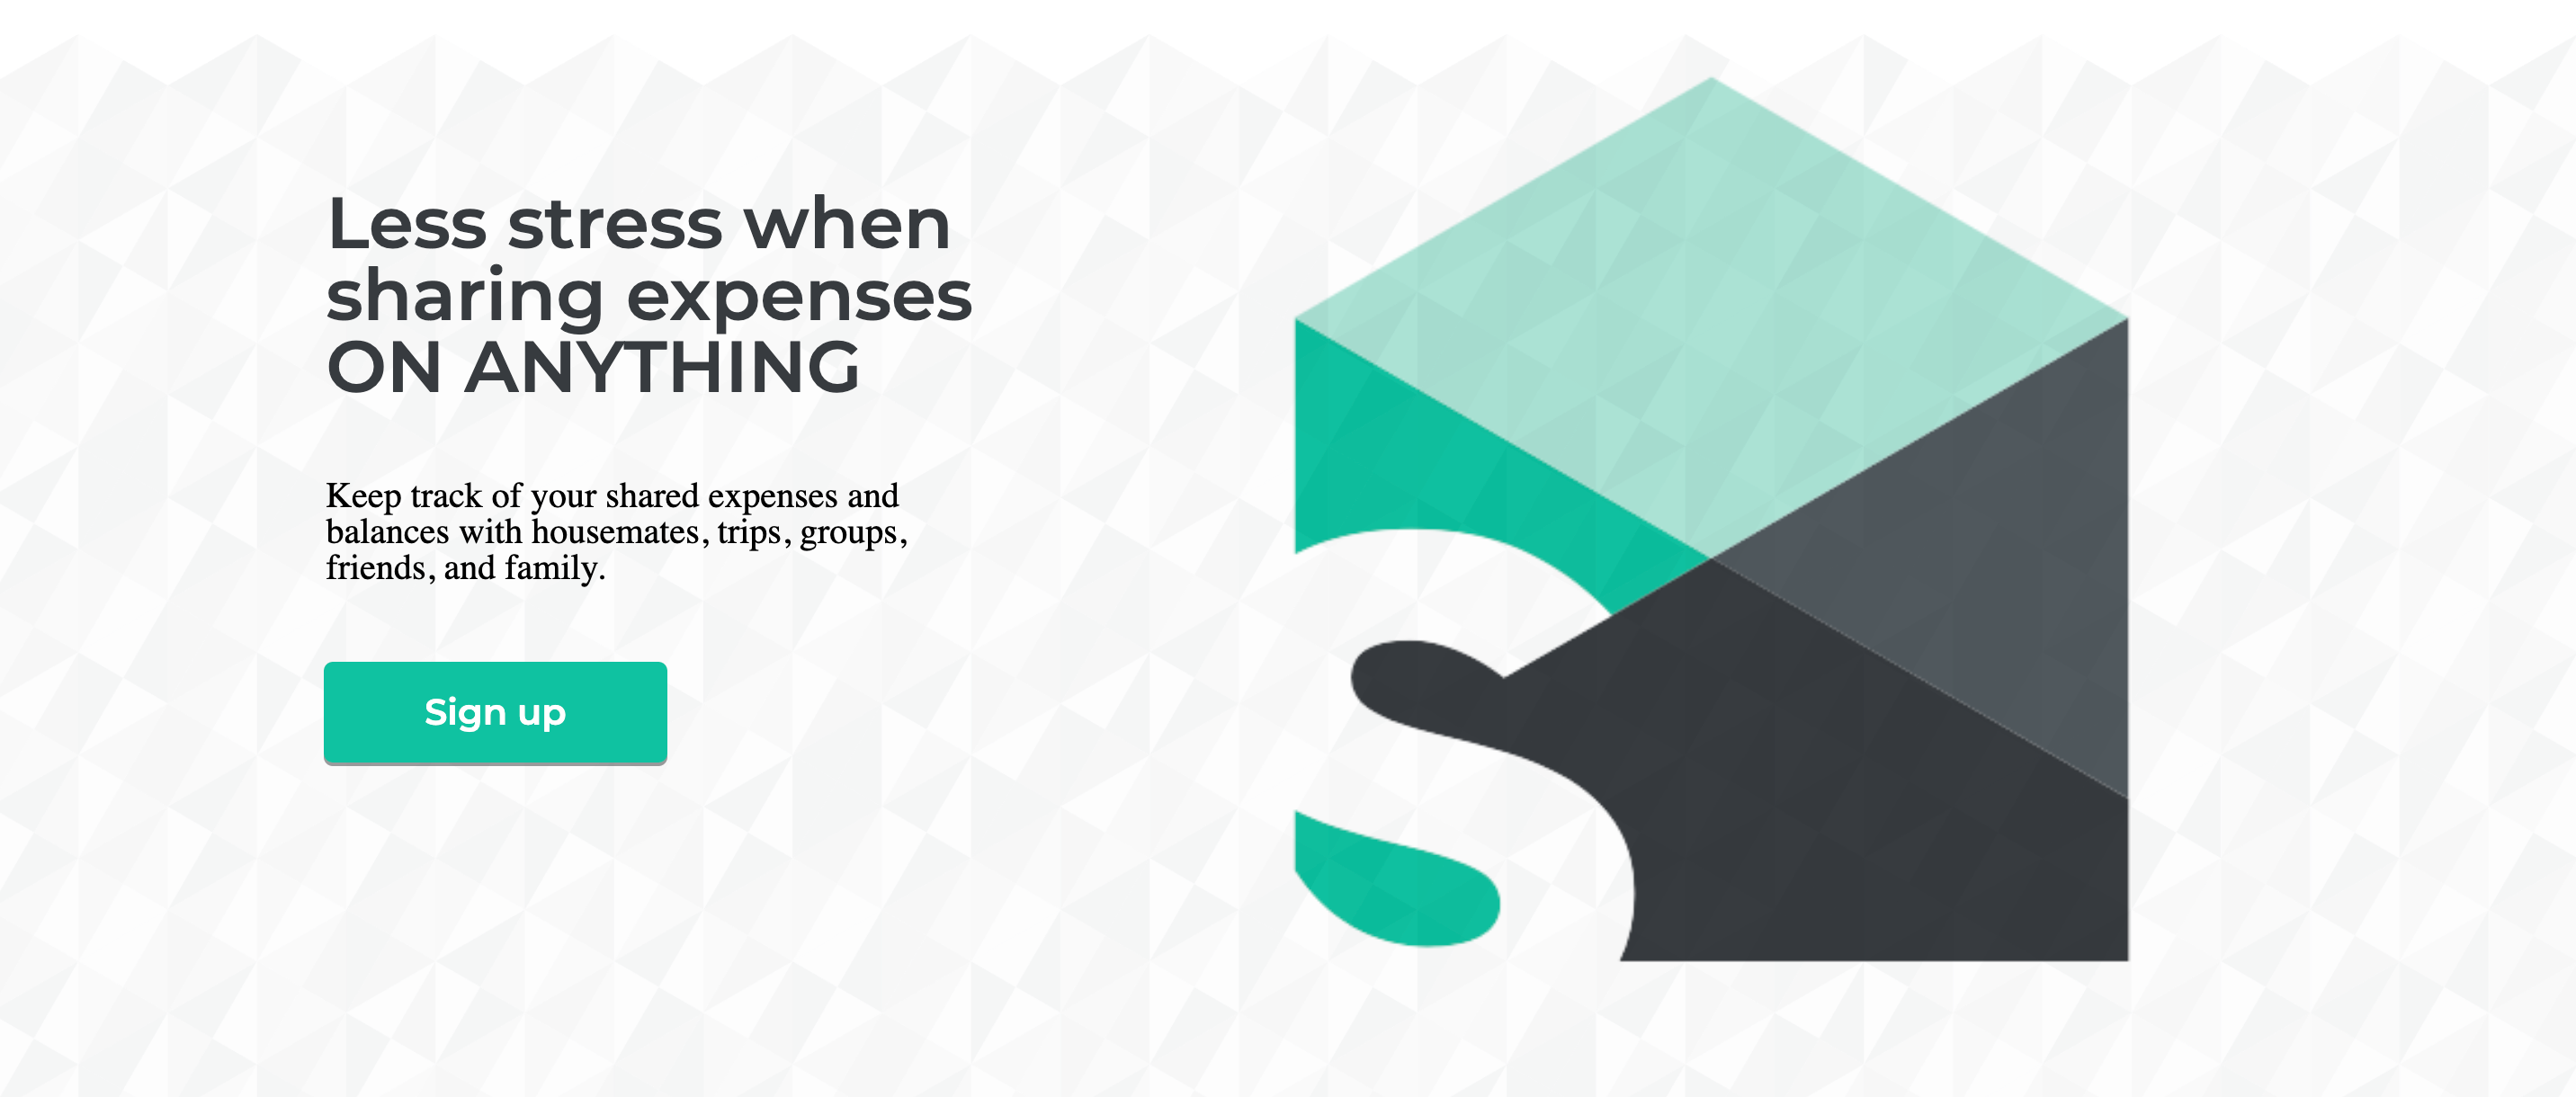 Less stress when
sharing expenses
ON ANYTHING
Keep track of your shared expenses and
balances with housemates, trips, groups,
friends, and family.
Sign up
S